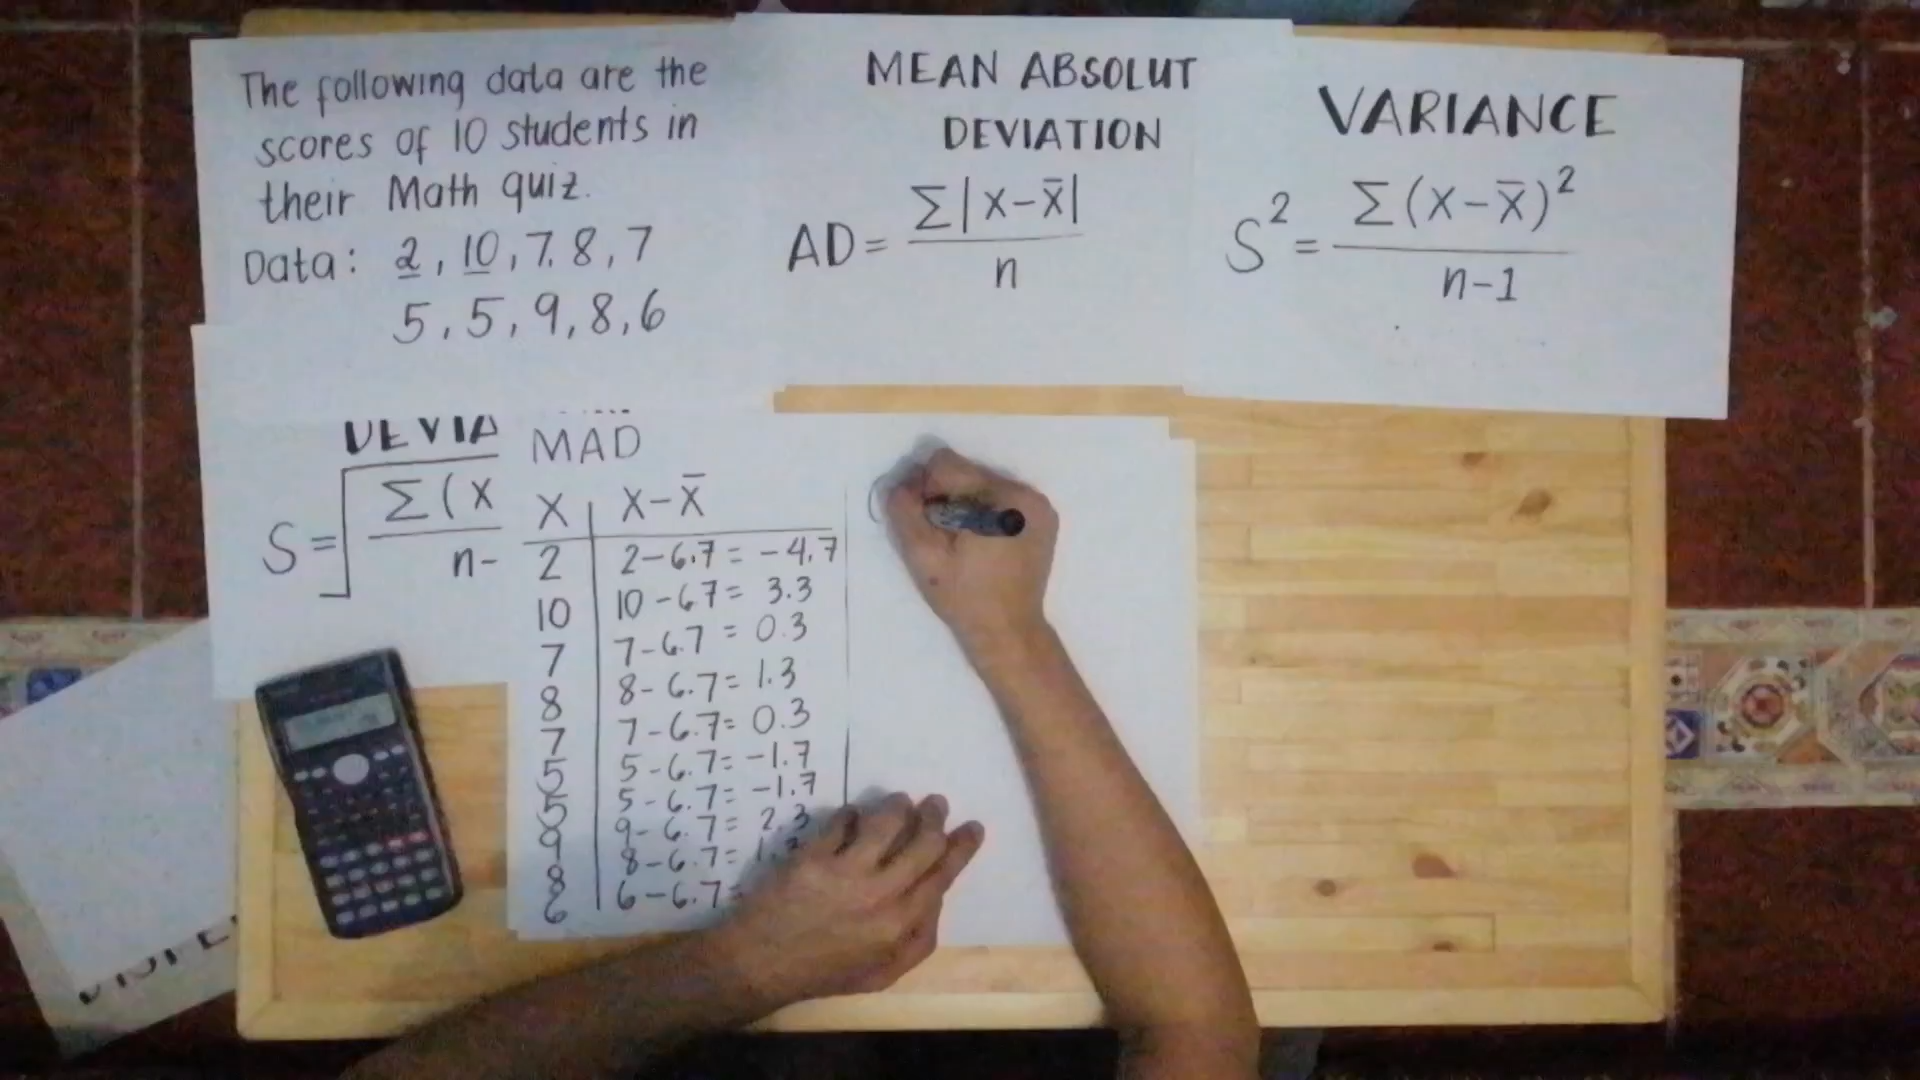 The following data are the
scores of 10 students in
their Math quiz.
Data: 2, 10, 7. 8, 7
5, 5, 9, 8, 6
MEAN ABSOLUT
DEVIATION
AD = Σ|x-x̄|
n
VARIANCE
S² = Σ(x-x̄)²
n-1
DEVIA
S = √ Σ(x
n-
MAD
X | X-X̄
2 | 2-6.7 = -4.7
10 | 10-6.7 = 3.3
7 | 7-6.7 = 0.3
8 | 8-6.7 = 1.3
7 | 7-6.7 = 0.3
5 | 5-6.7 = -1.7
5 | 5-6.7 = -1.7
9 | 9-6.7 = 2.3
8 | 8-6.7 = 1.3
6 | 6-6.7 =
(